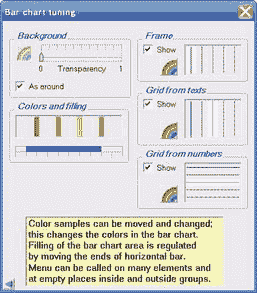 Bar chart tuning
Background
0 Transparency 1
As around
Colors and filling
Frame
Show
Grid from texts
Show
Grid from numbers
Show
Color samples can be moved and changed;
this changes the colors in the bar chart.
Filling of the bar chart area is regulated
by moving the ends of horizontal bar.
Menu can be called on many elements and
at empty places inside and outside groups.